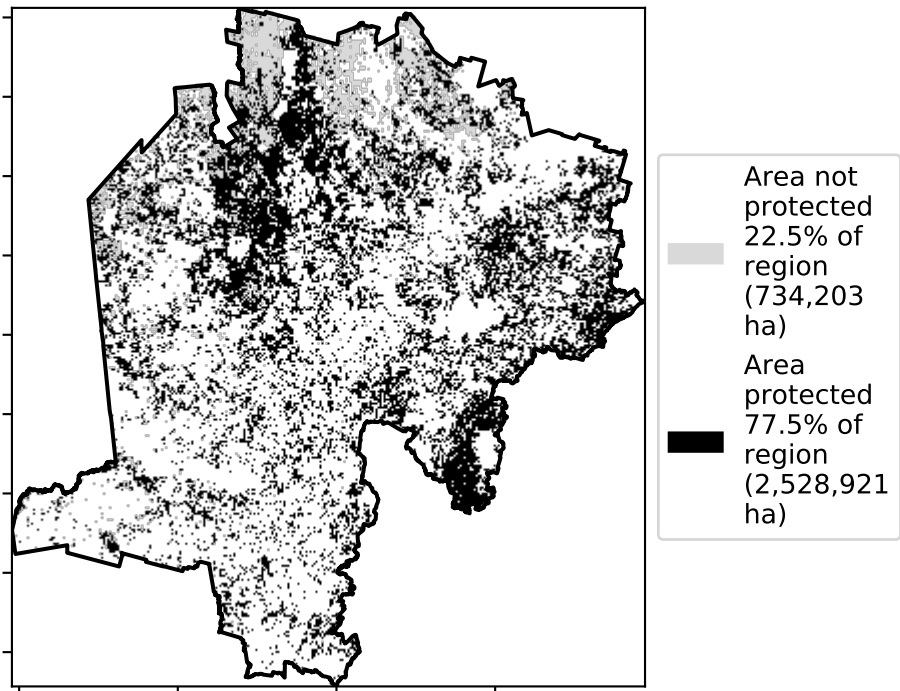 Area not
protected
22.5% of
region
(734,203
ha)
Area
protected
77.5% of
region
(2,528,921
ha)